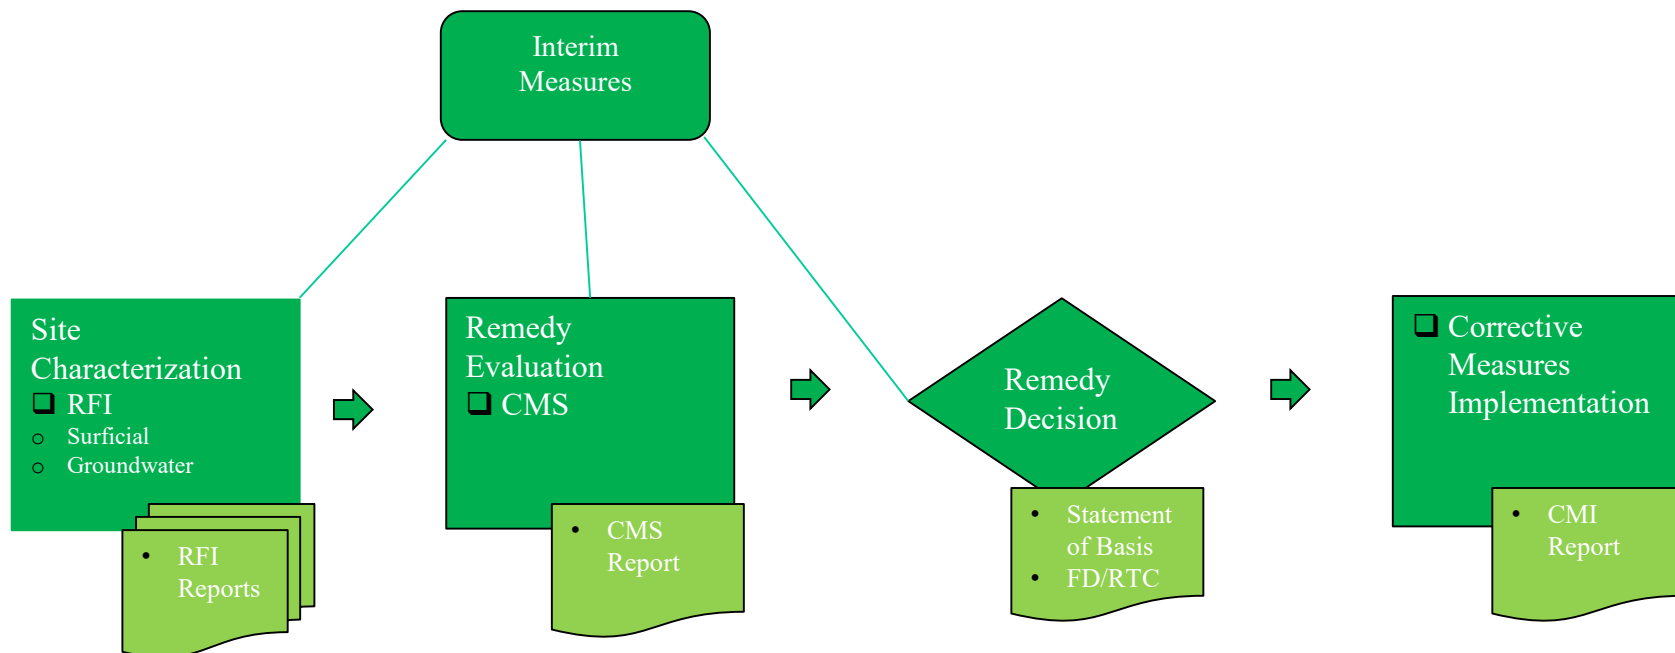 Interim
Measures
Site
Characterization
❑ RFI
o Surficial
o Groundwater
• RFI
Reports
Remedy
Evaluation
❑ CMS
• CMS
Report
Remedy
Decision
• Statement
of Basis
• FD/RTC
❑ Corrective
Measures
Implementation
• CMI
Report